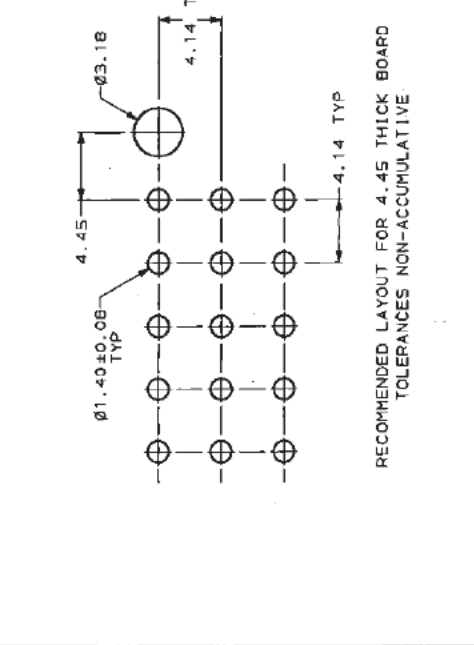 4.14
T
Ø3.18
4.45
Ø1.40±0.08
TYP
4.14 TYP
RECOMMENDED LAYOUT FOR 4.45 THICK BOARD
TOLERANCES NON-ACCUMULATIVE.